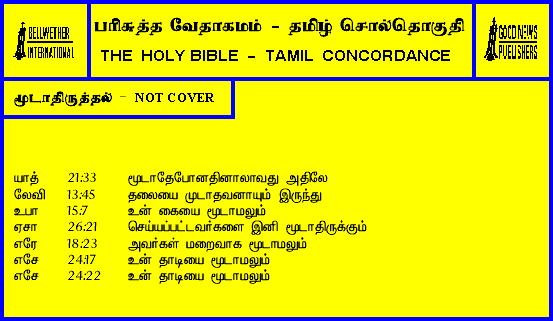 BELLWETHER
INTERNATIONAL
பரிசுத்த வேதாகமம் - தமிழ் சொல்தொகுதி
THE HOLY BIBLE - TAMIL CONCORDANCE
GOOD NEWS
PUBLISHERS
மூடாதிருத்தல் - NOT COVER
யாத் 21:33 மூடாதேபோனதினாலாவது அதிலே
லேவி 13:45 தலையை முடாதவனாயும் இருந்து
உபா 15:7 உன் கையை மூடாமலும்
ஏசா 26:21 செய்யப்பட்டவர்களை இனி மூடாதிருக்கும்
எரே 18:23 அவர்கள் மறைவாக மூடாமலும்
எசே 24:17 உன் தாடியை மூடாமலும்
எசே 24:22 உன் தாடியை மூடாமலும்